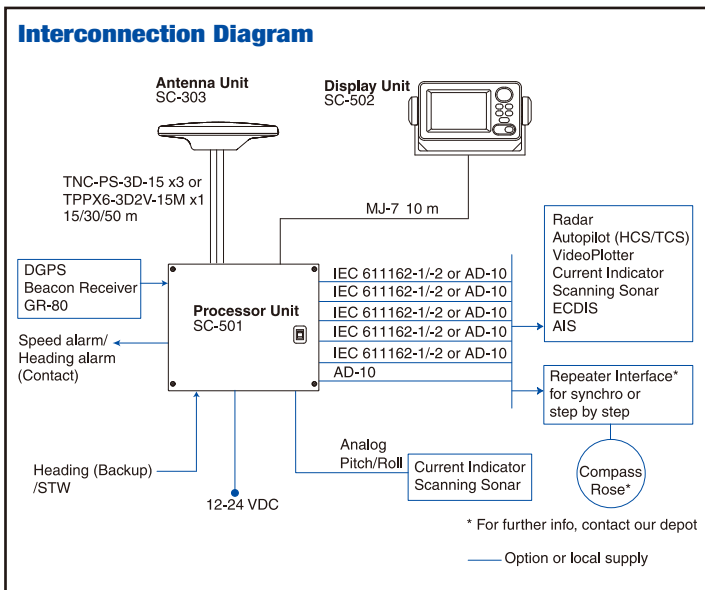 Interconnection Diagram
Antenna Unit
SC-303
Display Unit
SC-502
TNC-PS-3D-15 x3 or
TPPX6-3D2V-15M x1
15/30/50 m
MJ-7 10 m
DGPS
Beacon Receiver
GR-80
Processor Unit
SC-501
Speed alarm/
Heading alarm
(Contact)
Heading (Backup)
/STW
12-24 VDC
IEC 611162-1/-2 or AD-10
IEC 611162-1/-2 or AD-10
IEC 611162-1/-2 or AD-10
IEC 611162-1/-2 or AD-10
IEC 611162-1/-2 or AD-10
AD-10
Radar
Autopilot (HCS/TCS)
VideoPlotter
Current Indicator
Scanning Sonar
ECDIS
AIS
Repeater Interface*
for synchro or
step by step
Analog
Pitch/Roll
Current Indicator
Scanning Sonar
Compass
Rose*
* For further info, contact our depot
Option or local supply